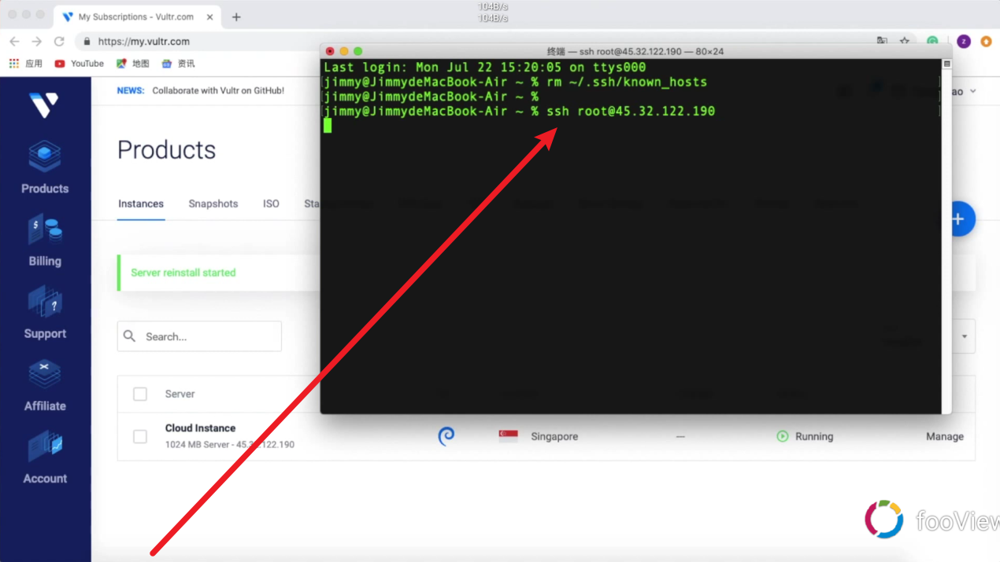 104B/s
104B/s
My Subscriptions - Vultr.com
https://my.vultr.com
应用
YouTube
地图
资讯
终端 — ssh root@45.32.122.190 — 80×24
Last login: Mon Jul 22 15:20:05 on ttys000
[jimmy@JimmydeMacBook-Air ~ % rm ~/.ssh/known_hosts ]
[jimmy@JimmydeMacBook-Air ~ %
[jimmy@JimmydeMacBook-Air ~ % ssh root@45.32.122.190 ]
NEWS: Collaborate with Vultr on GitHub!
ao
Products
Billing
Support
Affiliate
Account
Products
Instances
Snapshots
ISO
Sta
Server reinstall started
Search...
Server
Cloud Instance
1024 MB Server - 45.32.122.190
Singapore
—
Running
Manage
fooView